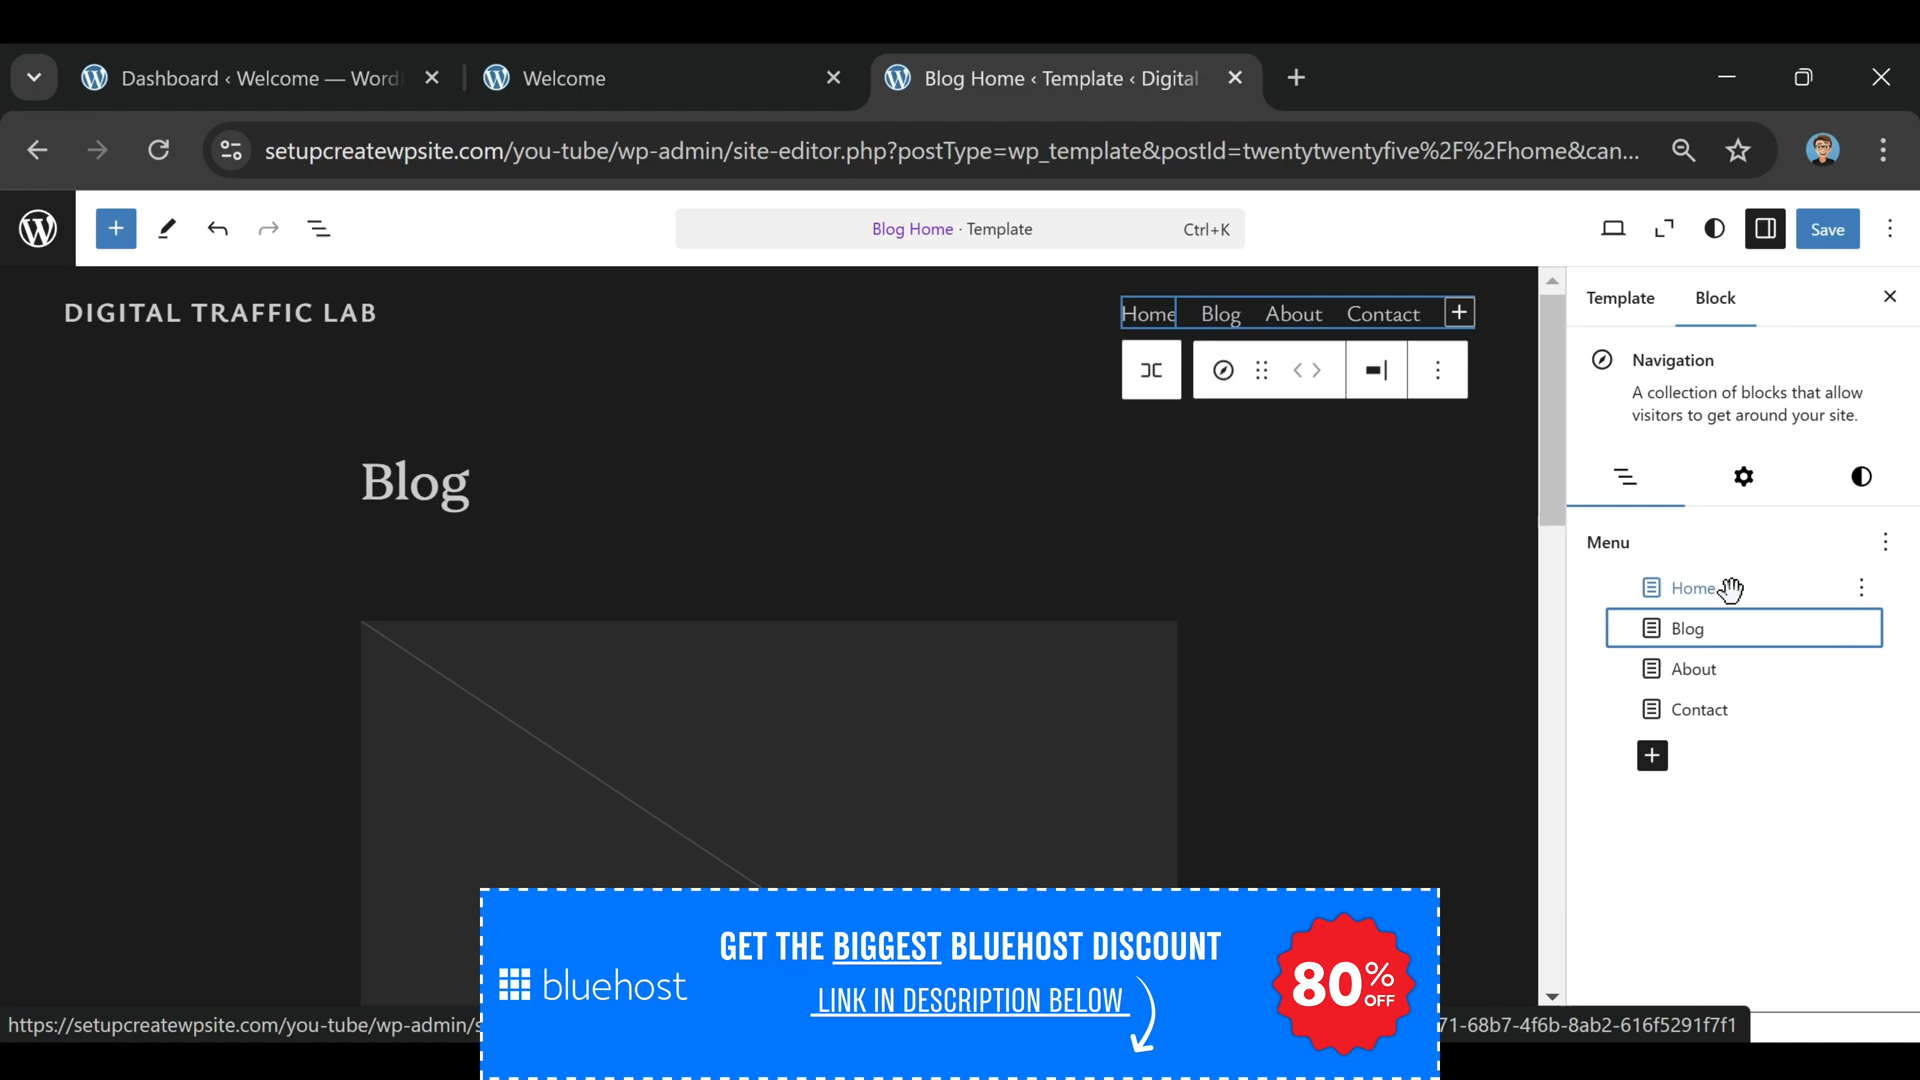 Dashboard ‹ Welcome — Word
Welcome
Blog Home ‹ Template ‹ Digital
setupcreatewpsite.com/you-tube/wp-admin/site-editor.php?postType=wp_template&postId=twentytwentyfive%2F%2Fhome&can...
Blog Home · Template
Ctrl+K
Save
DIGITAL TRAFFIC LAB
Home
Blog
About
Contact
Template
Block
Navigation
A collection of blocks that allow
visitors to get around your site.
Blog
Menu
Home
Blog
About
Contact
GET THE BIGGEST BLUEHOST DISCOUNT
bluehost
LINK IN DESCRIPTION BELOW
80%
OFF
https://setupcreatewpsite.com/you-tube/wp-admin/
71-68b7-4f6b-8ab2-616f5291f7f1